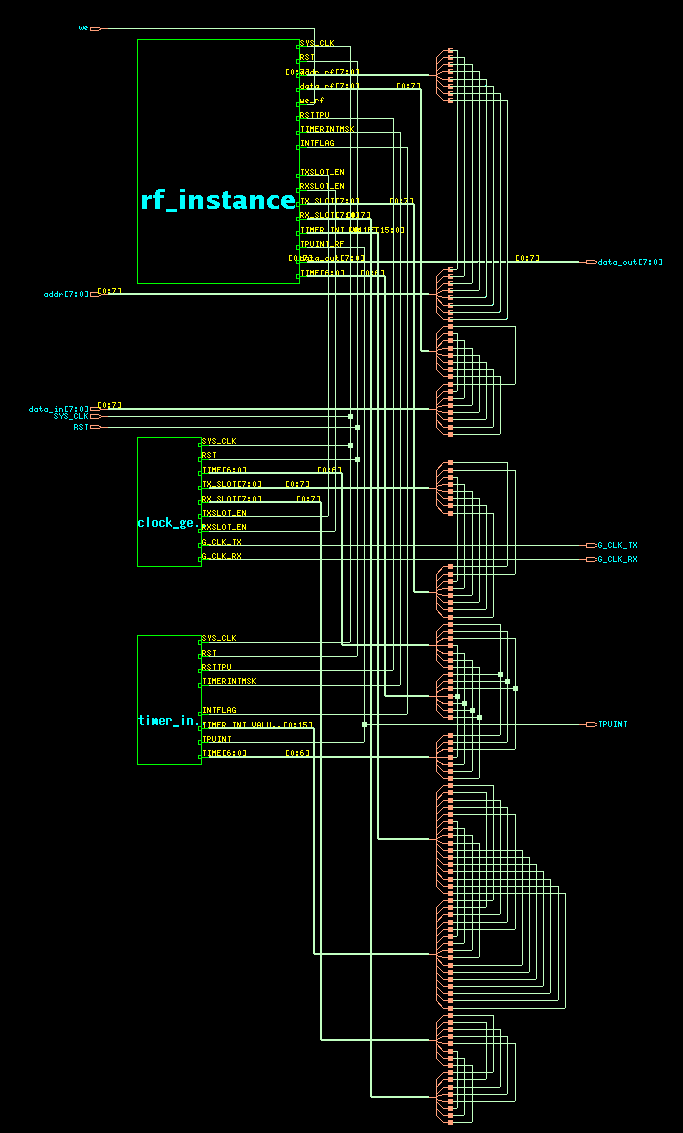 we
SYS_CLK
RST
[0:7]
addr_rf[7:0]
data_rf[7:0]
[0:7]
we_rf
RSTTPU
TIMERINTMSK
INTFLAG
TXSLOT_EN
RXSLOT_EN
rf_instance
TX_SLOT[7:0]
[0:7]
RX_SLOT[7:0]
TPUINT_RF
[0:7]
data_out[7:0]
[0:7]
data_out[7:0]
TIME[6:0]
[0:6]
addr[7:0]
[0:7]
data_in[7:0]
[0:7]
SYS_CLK
RST
SYS_CLK
RST
TIME[6:0]
[0:6]
TX_SLOT[7:0]
[0:7]
RX_SLOT[7:0]
[0:7]
TXSLOT_EN
clock_ge.
RXSLOT_EN
G_CLK_TX
G_CLK_TX
G_CLK_RX
G_CLK_RX
SYS_CLK
RST
RSTTPU
TIMERINTMSK
INTFLAG
timer_in.
TIMER_INT_VALU..[0:15]
TPUINT
TPUINT
TIME[6:0]
[0:6]